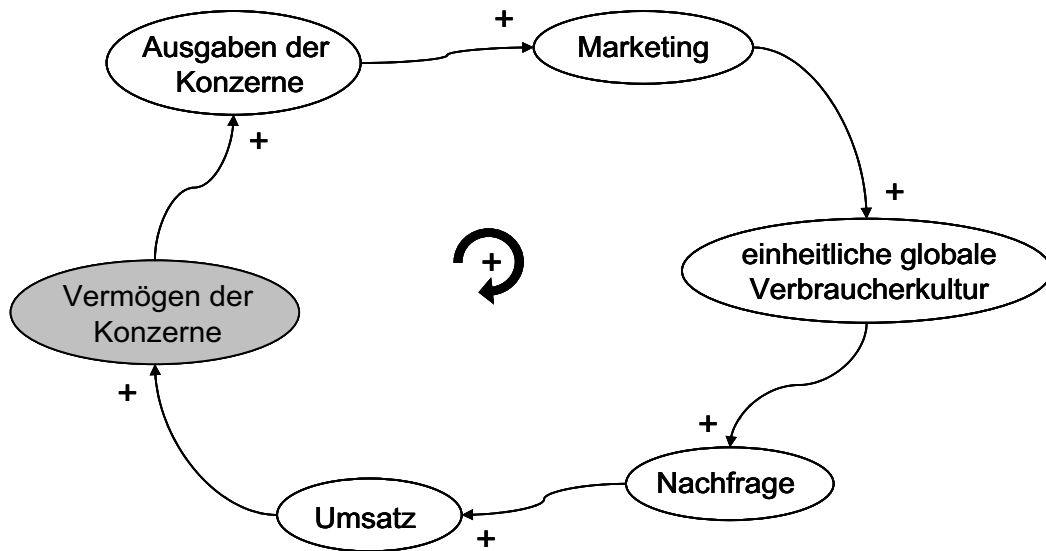 +
Ausgaben der
Konzerne
Marketing
+
+
einheitliche globale
Verbraucherkultur
+
Vermögen der
Konzerne
+
+
Nachfrage
Umsatz
+